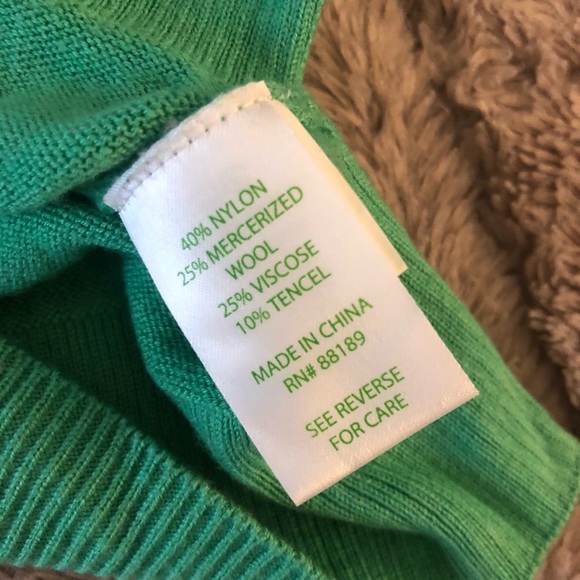 40% NYLON
25% MERCERIZED
WOOL
25% VISCOSE
10% TENCEL
MADE IN CHINA
RN# 88189
SEE REVERSE
FOR CARE